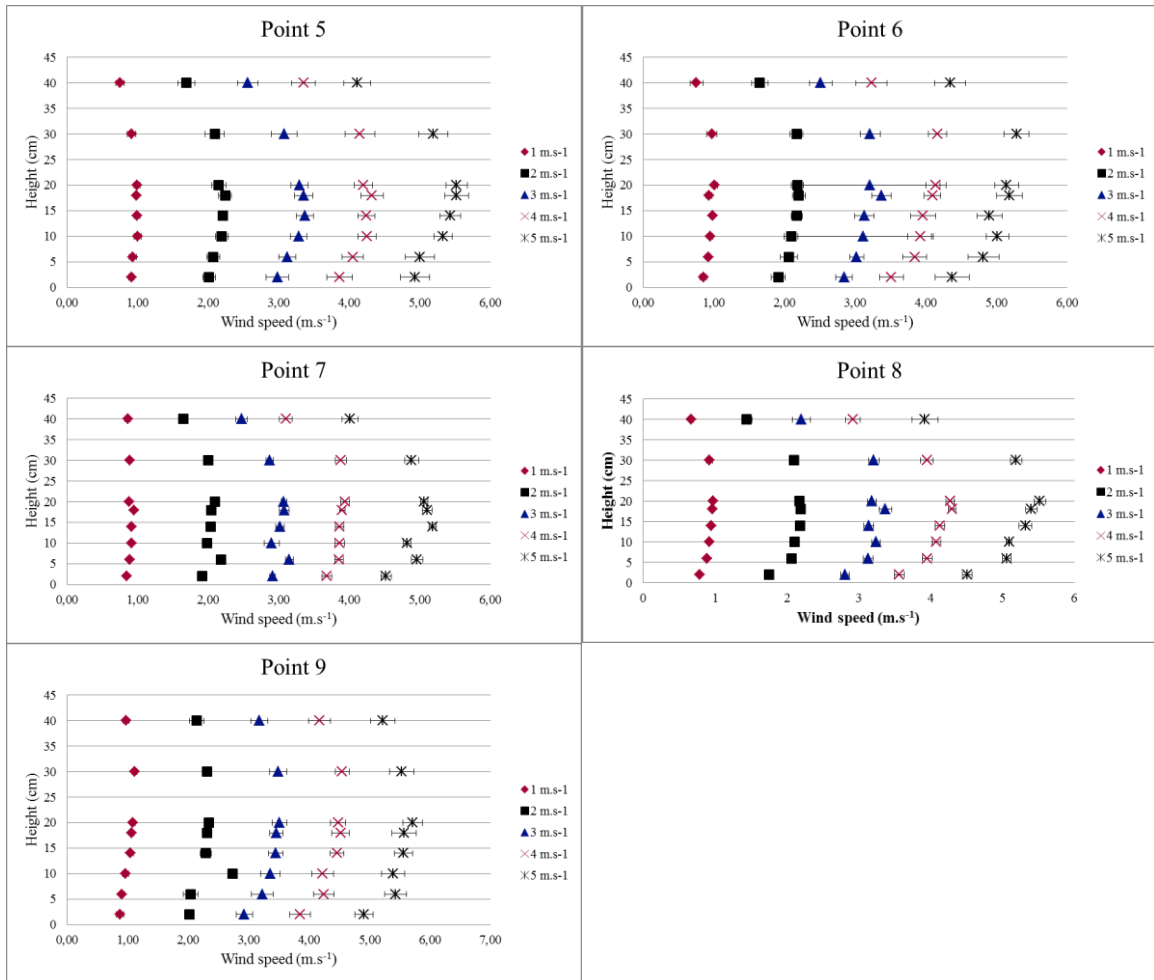 Point 5
45
40
35
30
25
20
15
10
5
0
Height (cm)
0,00 1,00 2,00 3,00 4,00 5,00 6,00
Wind speed (m.s-1)
1 m.s-1
2 m.s-1
3 m.s-1
4 m.s-1
5 m.s-1
Point 6
45
40
35
30
25
20
15
10
5
0
Height (cm)
0,00 1,00 2,00 3,00 4,00 5,00 6,00
Wind speed (m.s-1)
1 m.s-1
2 m.s-1
3 m.s-1
4 m.s-1
5 m.s-1
Point 7
45
40
35
30
25
20
15
10
5
0
Height (cm)
0,00 1,00 2,00 3,00 4,00 5,00 6,00
Wind speed (m.s-1)
1 m.s-1
2 m.s-1
3 m.s-1
4 m.s-1
5 m.s-1
Point 8
45
40
35
30
25
20
15
10
5
0
Height (cm)
0 1 2 3 4 5 6
Wind speed (m.s-1)
1 m.s-1
2 m.s-1
3 m.s-1
4 m.s-1
5 m.s-1
Point 9
45
40
35
30
25
20
15
10
5
0
Height (cm)
0,00 1,00 2,00 3,00 4,00 5,00 6,00 7,00
Wind speed (m.s-1)
1 m.s-1
2 m.s-1
3 m.s-1
4 m.s-1
5 m.s-1